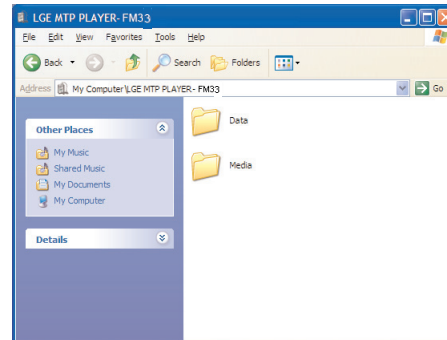 LGE MTP PLAYER- FM33
File Edit View Favorites Tools Help
Back Search Folders
Address My Computer\LGE MTP PLAYER- FM33 Go
Other Places
My Music
Shared Music
My Documents
My Computer
Details
Data
Media